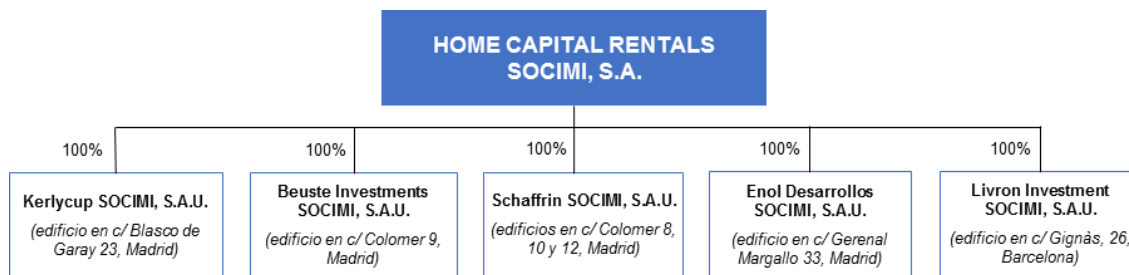 HOME CAPITAL RENTALS
SOCIMI, S.A.
100%
100%
100%
100%
100%
Kerlycup SOCIMI, S.A.U.
(edificio en c/ Blasco de
Garay 23, Madrid)
Beuste Investments
SOCIMI, S.A.U.
(edificio en c/ Colomer 9,
Madrid)
Schaffrin SOCIMI, S.A.U.
(edificios en c/ Colomer 8,
10 y 12, Madrid)
Enol Desarrollos
SOCIMI, S.A.U.
(edificio en c/ Gerenal
Margallo 33, Madrid)
Livron Investment
SOCIMI, S.A.U.
(edificio en c/ Gignàs, 26,
Barcelona)